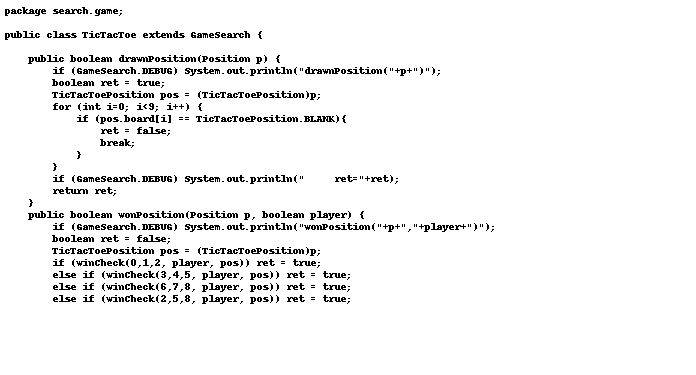 package search.game;

public class TicTacToe extends GameSearch {

    public boolean drawnPosition(Position p) {
        if (GameSearch.DEBUG) System.out.println("drawnPosition("+p+")");
        boolean ret = true;
        TicTacToePosition pos = (TicTacToePosition)p;
        for (int i=0; i<9; i++) {
            if (pos.board[i] == TicTacToePosition.BLANK){
                ret = false;
                break;
            }
        }
        if (GameSearch.DEBUG) System.out.println("     ret="+ret);
        return ret;
    }
    public boolean wonPosition(Position p, boolean player) {
        if (GameSearch.DEBUG) System.out.println("wonPosition("+p+","+player+")");
        boolean ret = false;
        TicTacToePosition pos = (TicTacToePosition)p;
        if (winCheck(0,1,2, player, pos)) ret = true;
        else if (winCheck(3,4,5, player, pos)) ret = true;
        else if (winCheck(6,7,8, player, pos)) ret = true;
        else if (winCheck(2,5,8, player, pos)) ret = true;